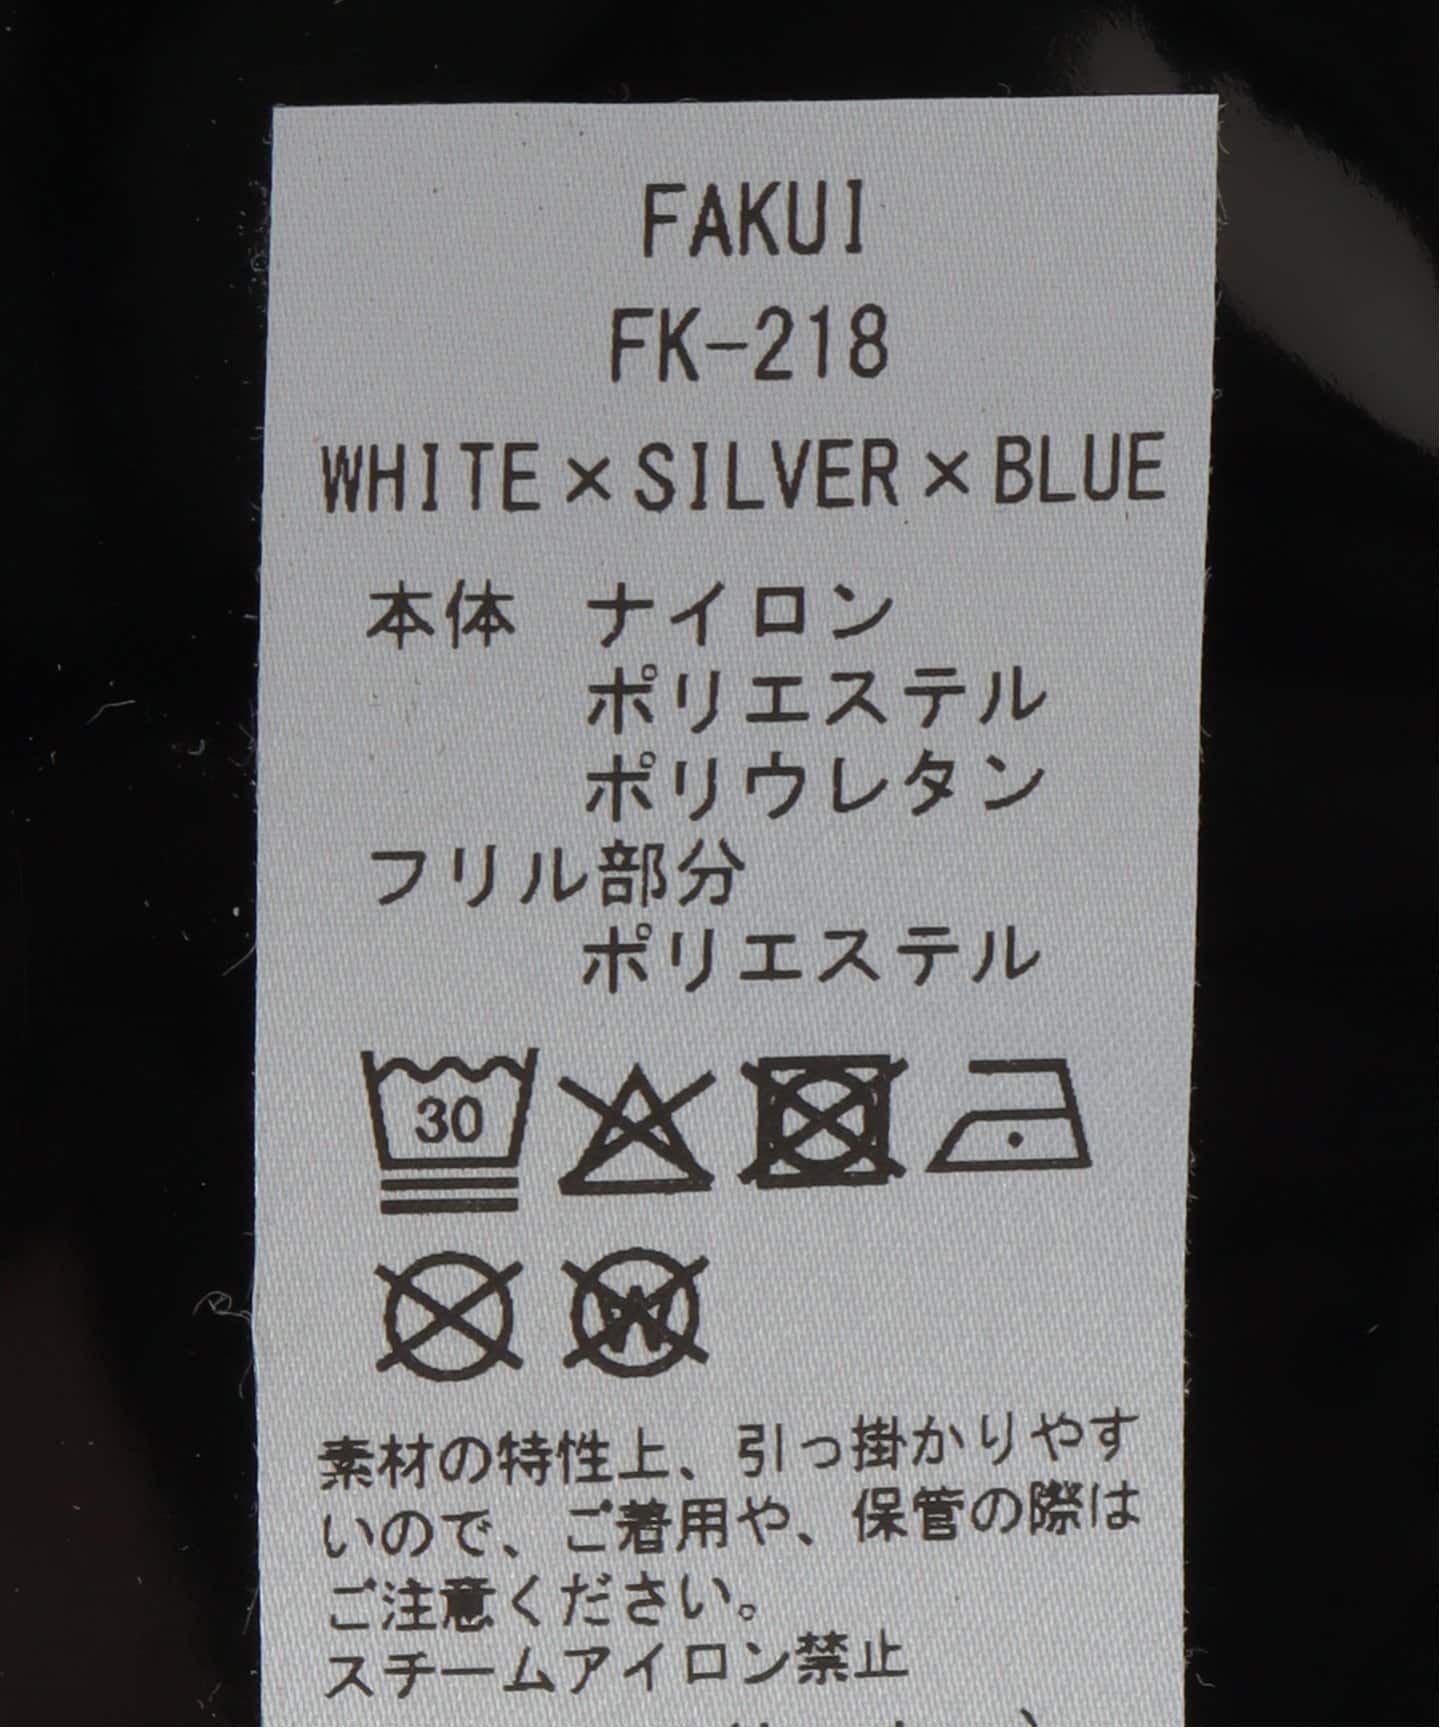 FAKUI
FK-218
WHITE×SILVER×BLUE
本体 ナイロン
ポリエステル
ポリウレタン
フリル部分
ポリエステル
30
W
素材の特性上、引っ掛かりやす
いので、ご着用や、保管の際は
ご注意ください。
スチームアイロン禁止